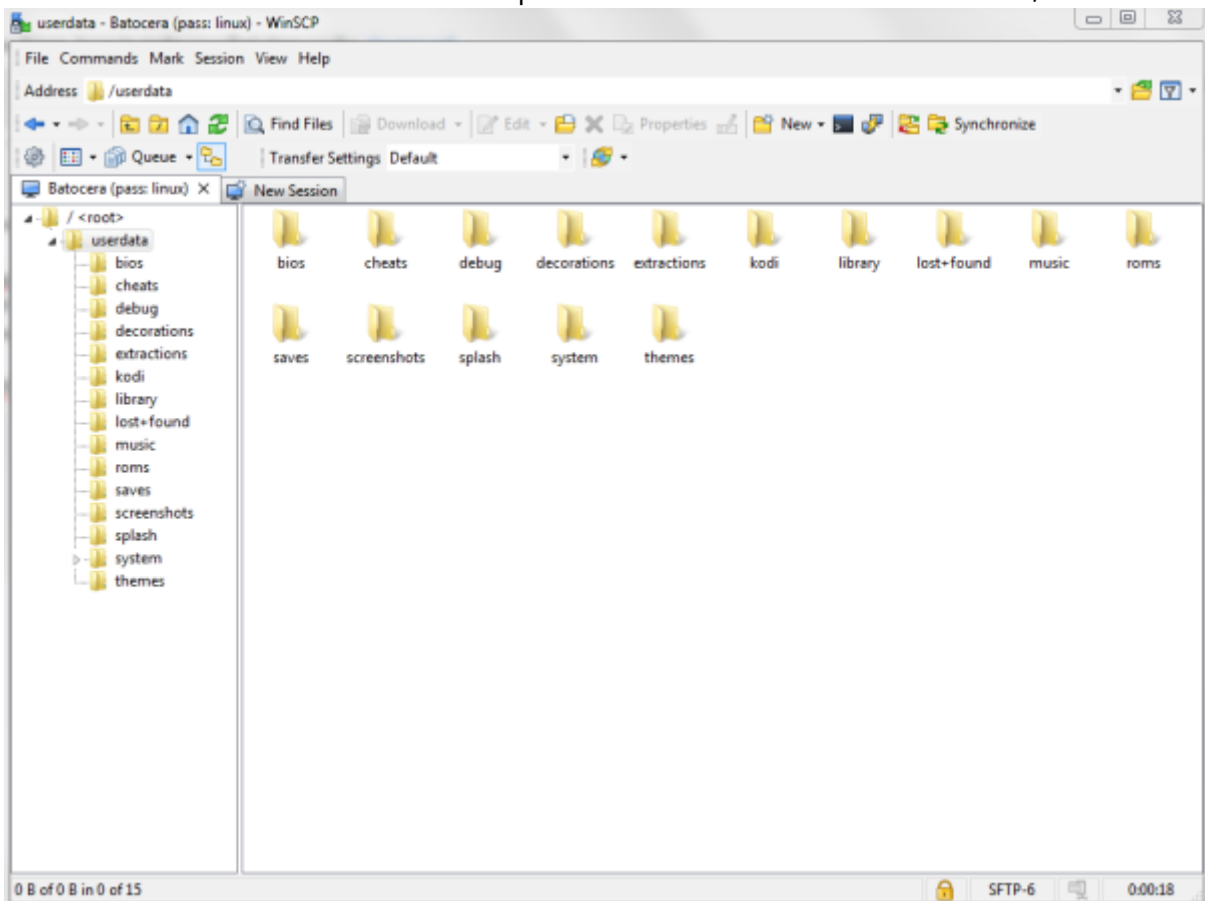 userdata - Batocera (pass: linux) - WinSCP
File Commands Mark Session View Help
Address /userdata
Find Files Download Edit Properties New Synchronize
Queue Transfer Settings Default
Batocera (pass: linux) New Session
/ <root>
userdata
bios
cheats
debug
decorations
extractions
kodi
library
lost+found
music
roms
saves
screenshots
splash
system
themes
bios cheats debug decorations extractions kodi library lost+found music roms
saves screenshots splash system themes
0 B of 0 B in 0 of 15 SFTP-6 0:00:18